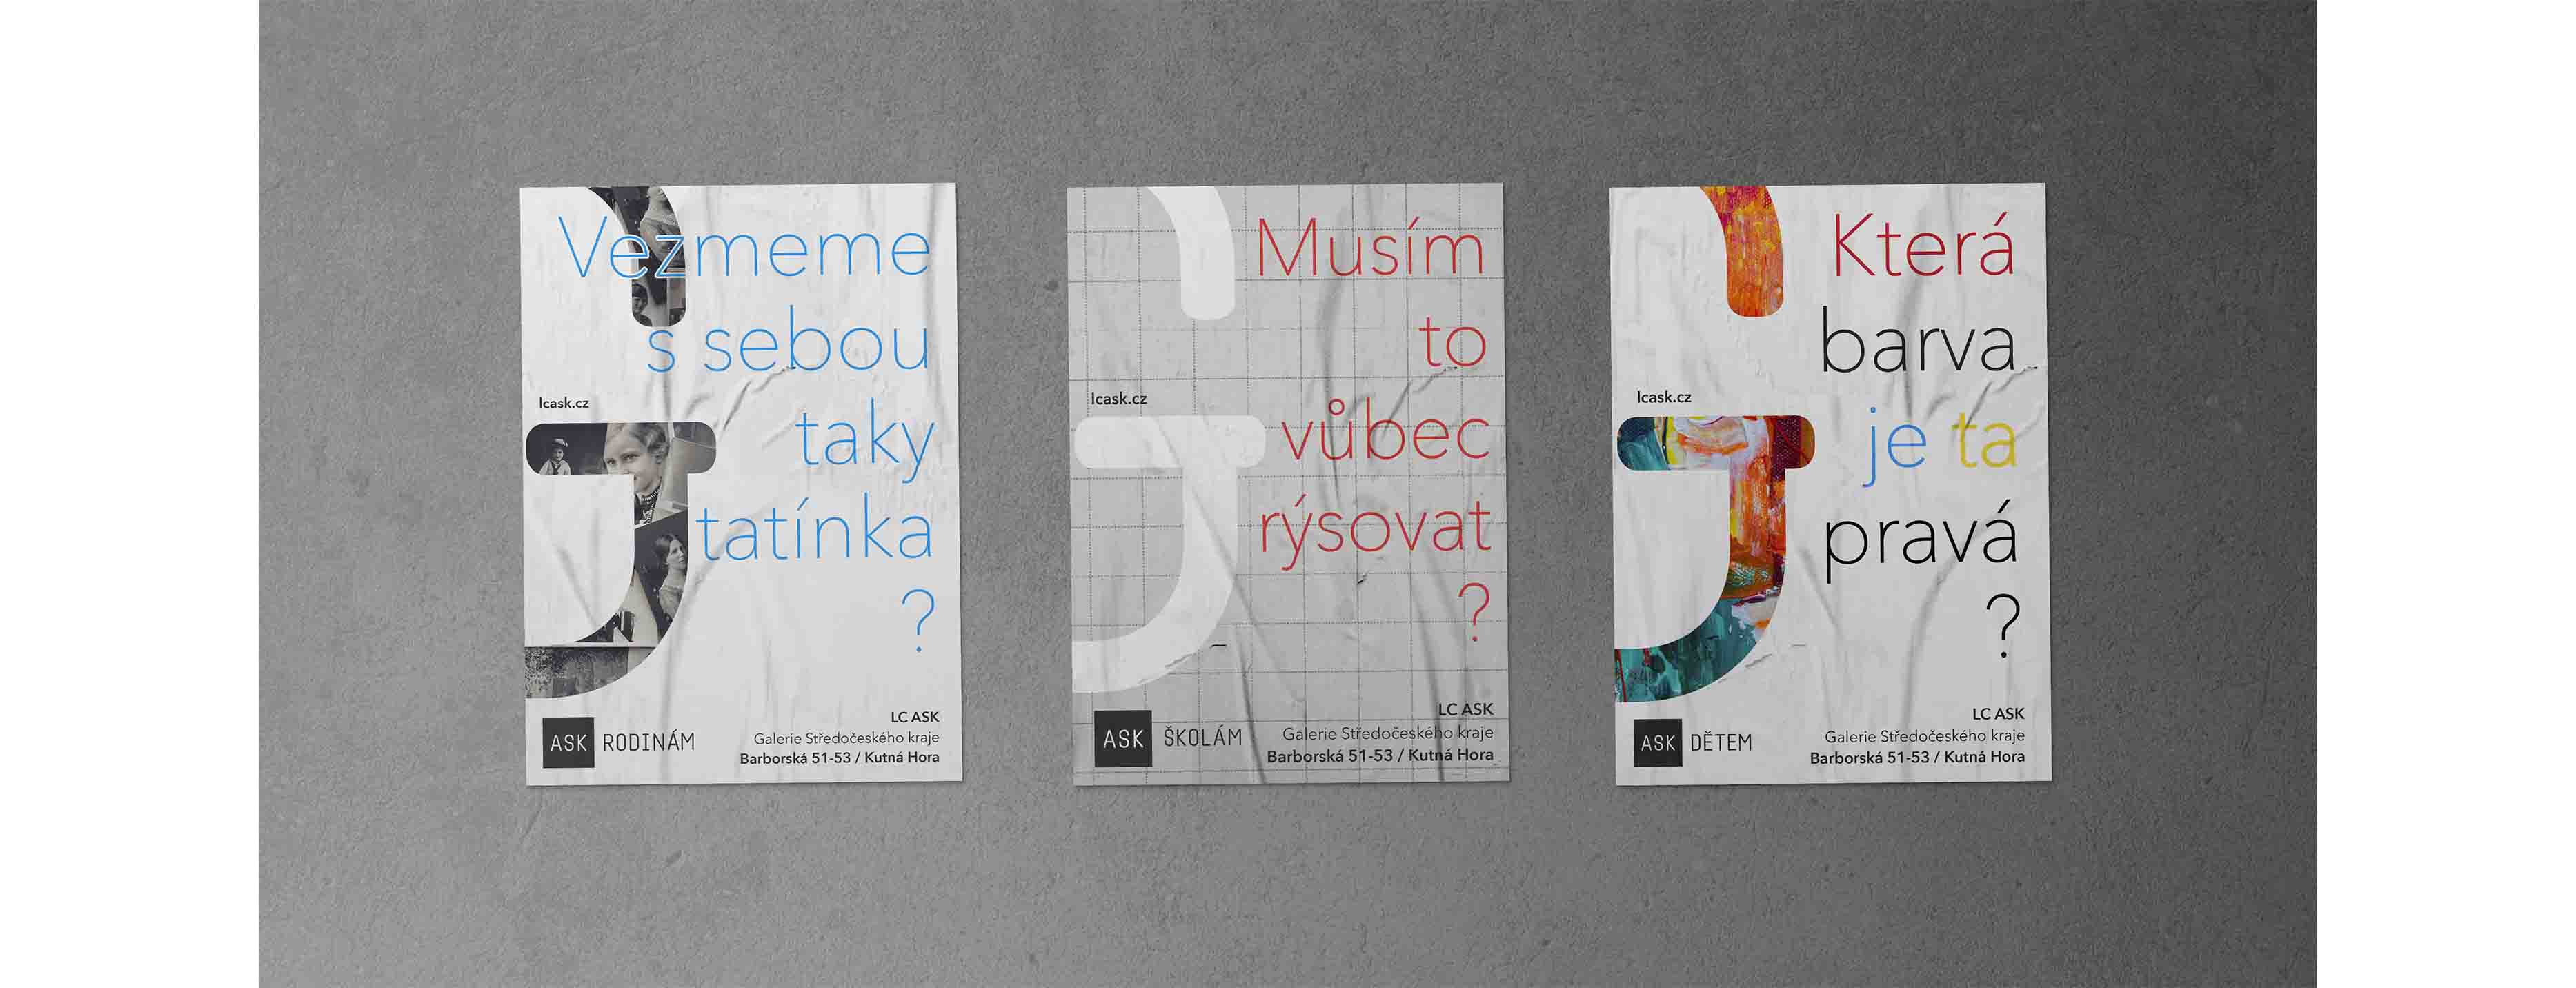 Vezmeme
s sebou
lcask.cz
taky
tatínka
?
ASK RODINÁM
LC ASK
Galerie Středočeského kraje
Barborská 51-53 / Kutná Hora
Musím
to
lcask.cz
vůbec
rýsovat
?
ASK ŠKOLÁM
LC ASK
Galerie Středočeského kraje
Barborská 51-53 / Kutná Hora
Která
barva
lcask.cz
je ta
pravá
?
ASK DĚTEM
LC ASK
Galerie Středočeského kraje
Barborská 51-53 / Kutná Hora